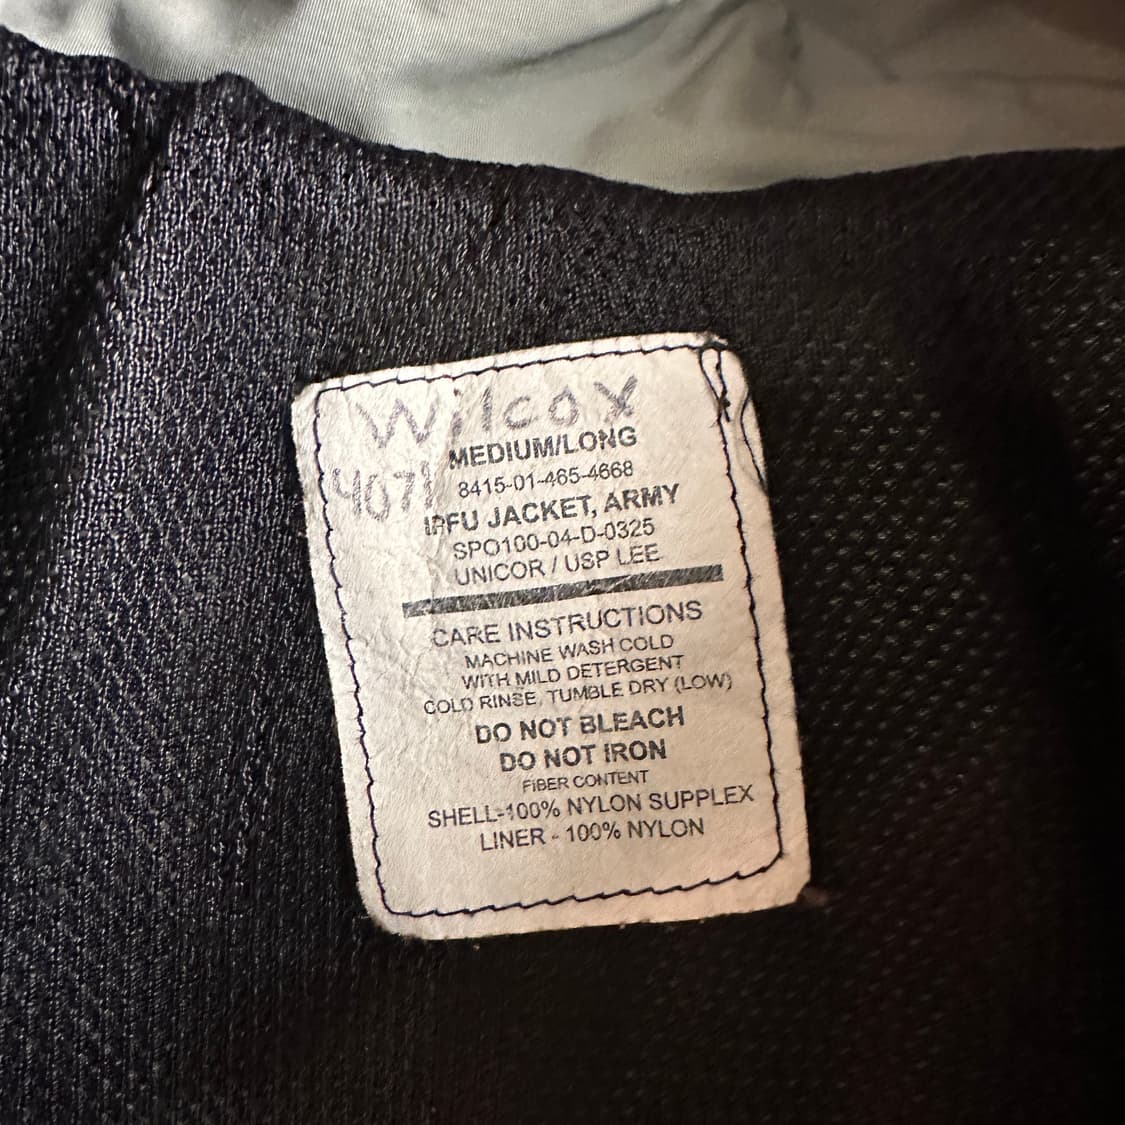 Wilcox
MEDIUM/LONG
4071 8415-01-465-4668
IPFU JACKET, ARMY
SPO100-04-D-0325
UNICOR / USP LEE
CARE INSTRUCTIONS
MACHINE WASH COLD
WITH MILD DETERGENT
COLD RINSE, TUMBLE DRY (LOW)
DO NOT BLEACH
DO NOT IRON
FIBER CONTENT
SHELL-100% NYLON SUPPLEX
LINER - 100% NYLON